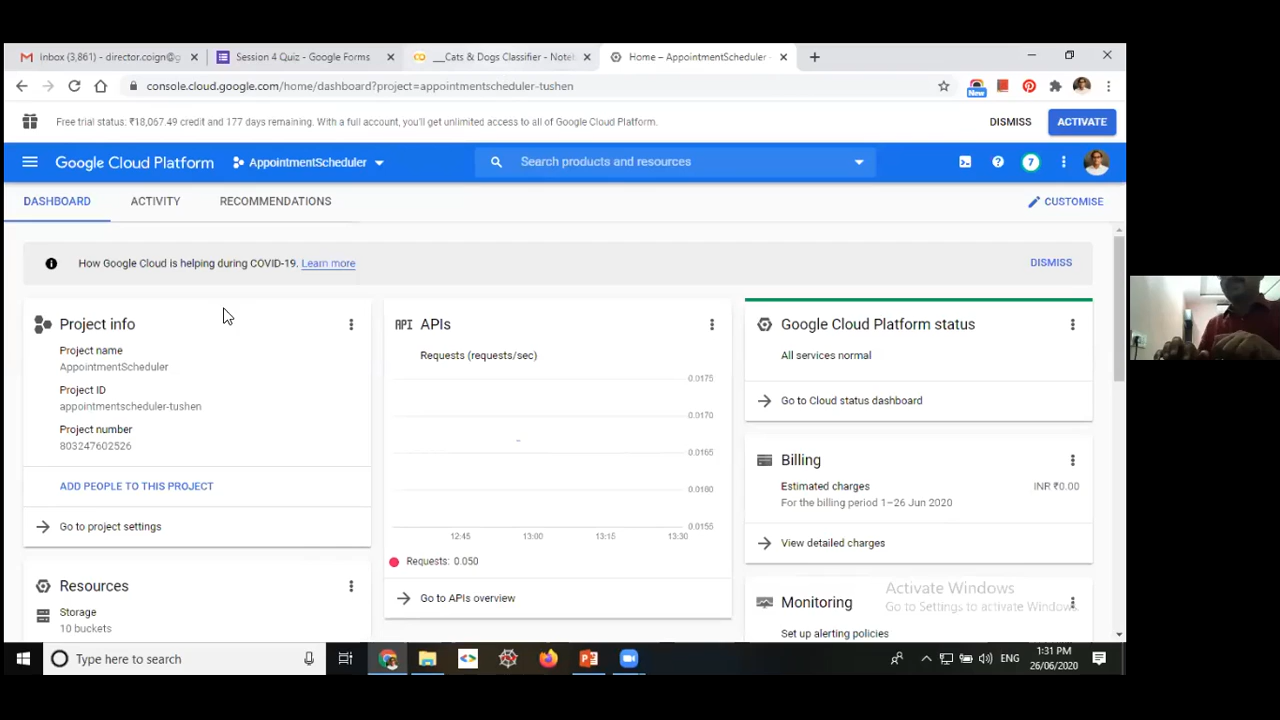 Inbox (3,861) - director.coign@g
Session 4 Quiz - Google Forms
__Cats & Dogs Classifier - Notel
Home – AppointmentScheduler -
console.cloud.google.com/home/dashboard?project=appointmentscheduler-tushen
New
Free trial status: ₹18,067.49 credit and 177 days remaining. With a full account, you'll get unlimited access to all of Google Cloud Platform.
DISMISS
ACTIVATE
Google Cloud Platform
AppointmentScheduler
Search products and resources
7
DASHBOARD
ACTIVITY
RECOMMENDATIONS
CUSTOMISE
How Google Cloud is helping during COVID-19. Learn more
DISMISS
Project info
Project name
AppointmentScheduler
Project ID
appointmentscheduler-tushen
Project number
803247602526
ADD PEOPLE TO THIS PROJECT
Go to project settings
Resources
Storage
10 buckets
API APIs
Requests (requests/sec)
0.0175
0.0170
0.0165
0.0160
0.0155
12:45 13:00 13:15 13:30
Requests: 0.050
Go to APIs overview
Google Cloud Platform status
All services normal
Go to Cloud status dashboard
Billing
Estimated charges INR ₹0.00
For the billing period 1–26 Jun 2020
View detailed charges
Monitoring
Set up alerting policies
Activate Windows
Go to Settings to activate Windows.
Type here to search
ENG
1:31 PM
26/06/2020